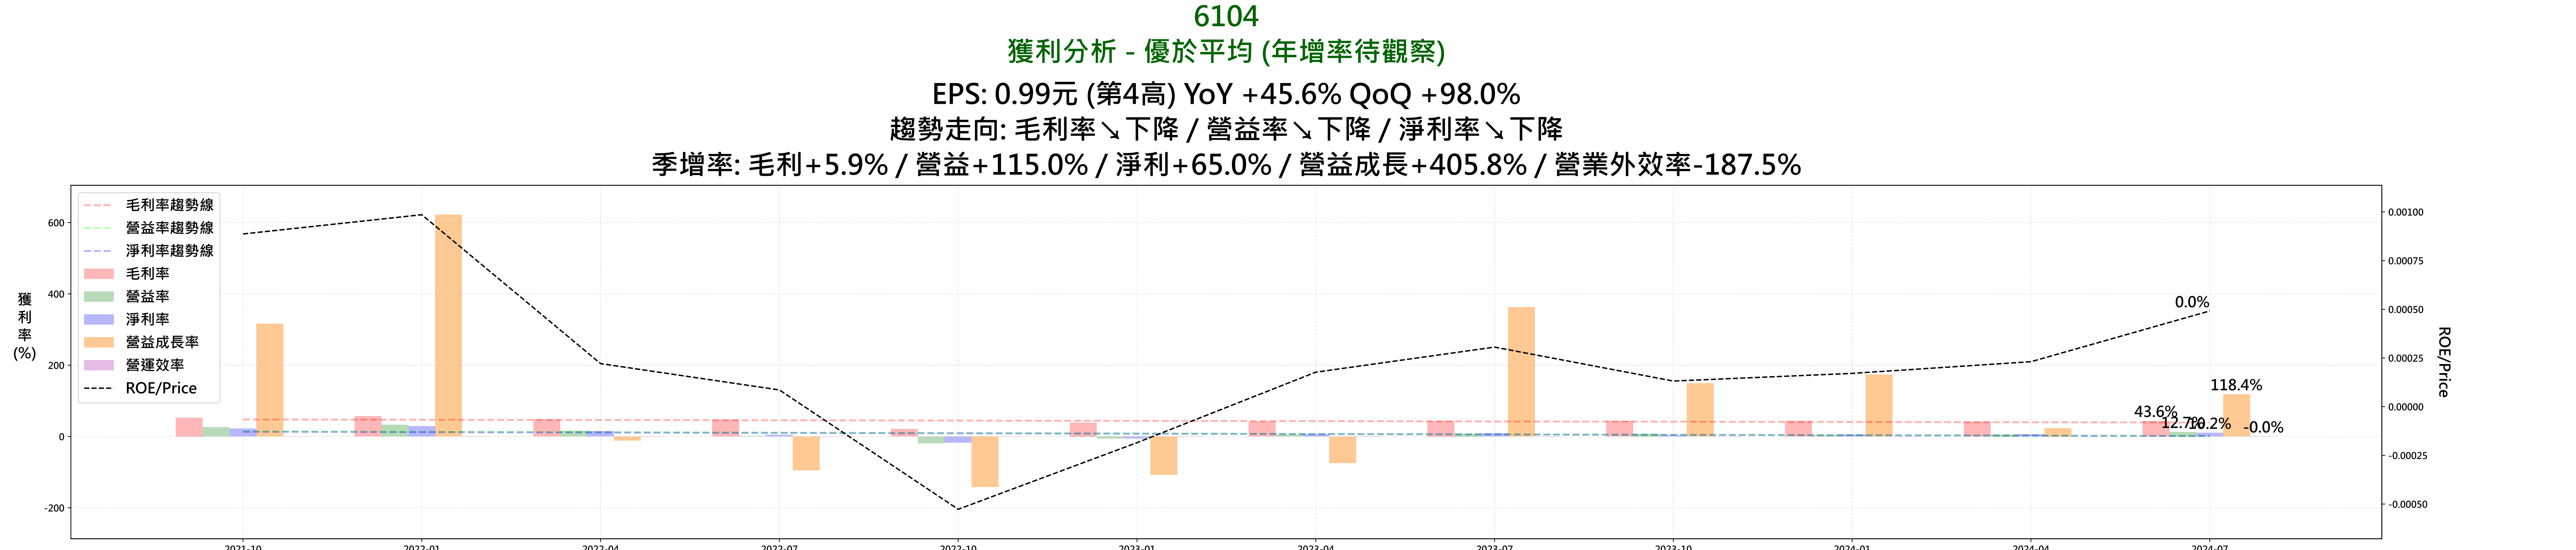 6104
獲利分析 - 優於平均 (年增率待觀察)
EPS: 0.99元 (第4高) YoY +45.6% QoQ +98.0%
趨勢走向: 毛利率↘下降 / 營益率↘下降 / 淨利率↘下降
季增率: 毛利+5.9% / 營益+115.0% / 淨利+65.0% / 營益成長+405.8% / 營業外效率-187.5%
毛利率趨勢線
營益率趨勢線
淨利率趨勢線
毛利率
營益率
淨利率
營益成長率
營運效率
ROE/Price
獲利率(%)
600
400
200
0
-200
0.00100
0.00075
0.00050
0.00025
0.00000
-0.00025
-0.00050
ROE/Price
0.0%
118.4%
43.6%
12.7%
10.2%
-0.0%
2021-10
2022-01
2022-04
2022-07
2022-10
2023-01
2023-04
2023-07
2023-10
2024-01
2024-04
2024-07